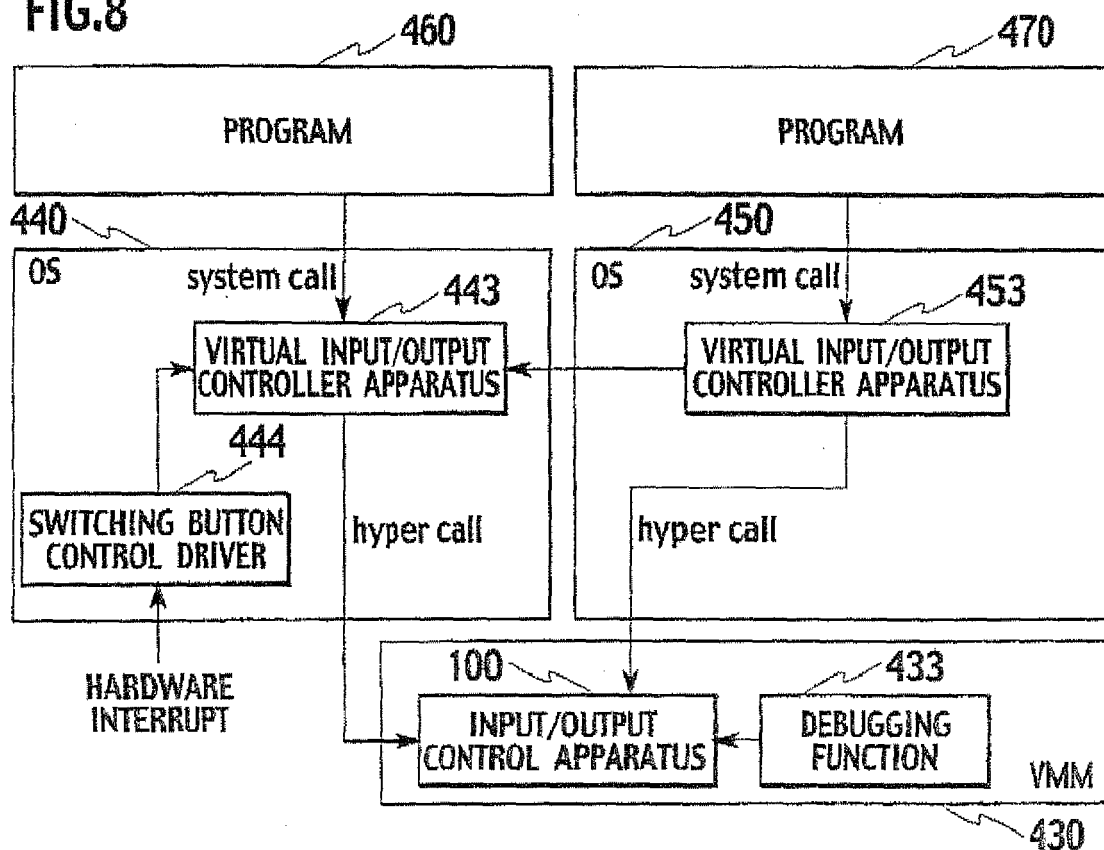 FIG.8
460
470
PROGRAM
PROGRAM
440
450
OS
system call
443
OS
system call
453
VIRTUAL INPUT/OUTPUT
CONTROLLER APPARATUS
VIRTUAL INPUT/OUTPUT
CONTROLLER APPARATUS
444
SWITCHING BUTTON
CONTROL DRIVER
hyper call
hyper call
HARDWARE
INTERRUPT
100
433
INPUT/OUTPUT
CONTROL APPARATUS
DEBUGGING
FUNCTION
VMM
430